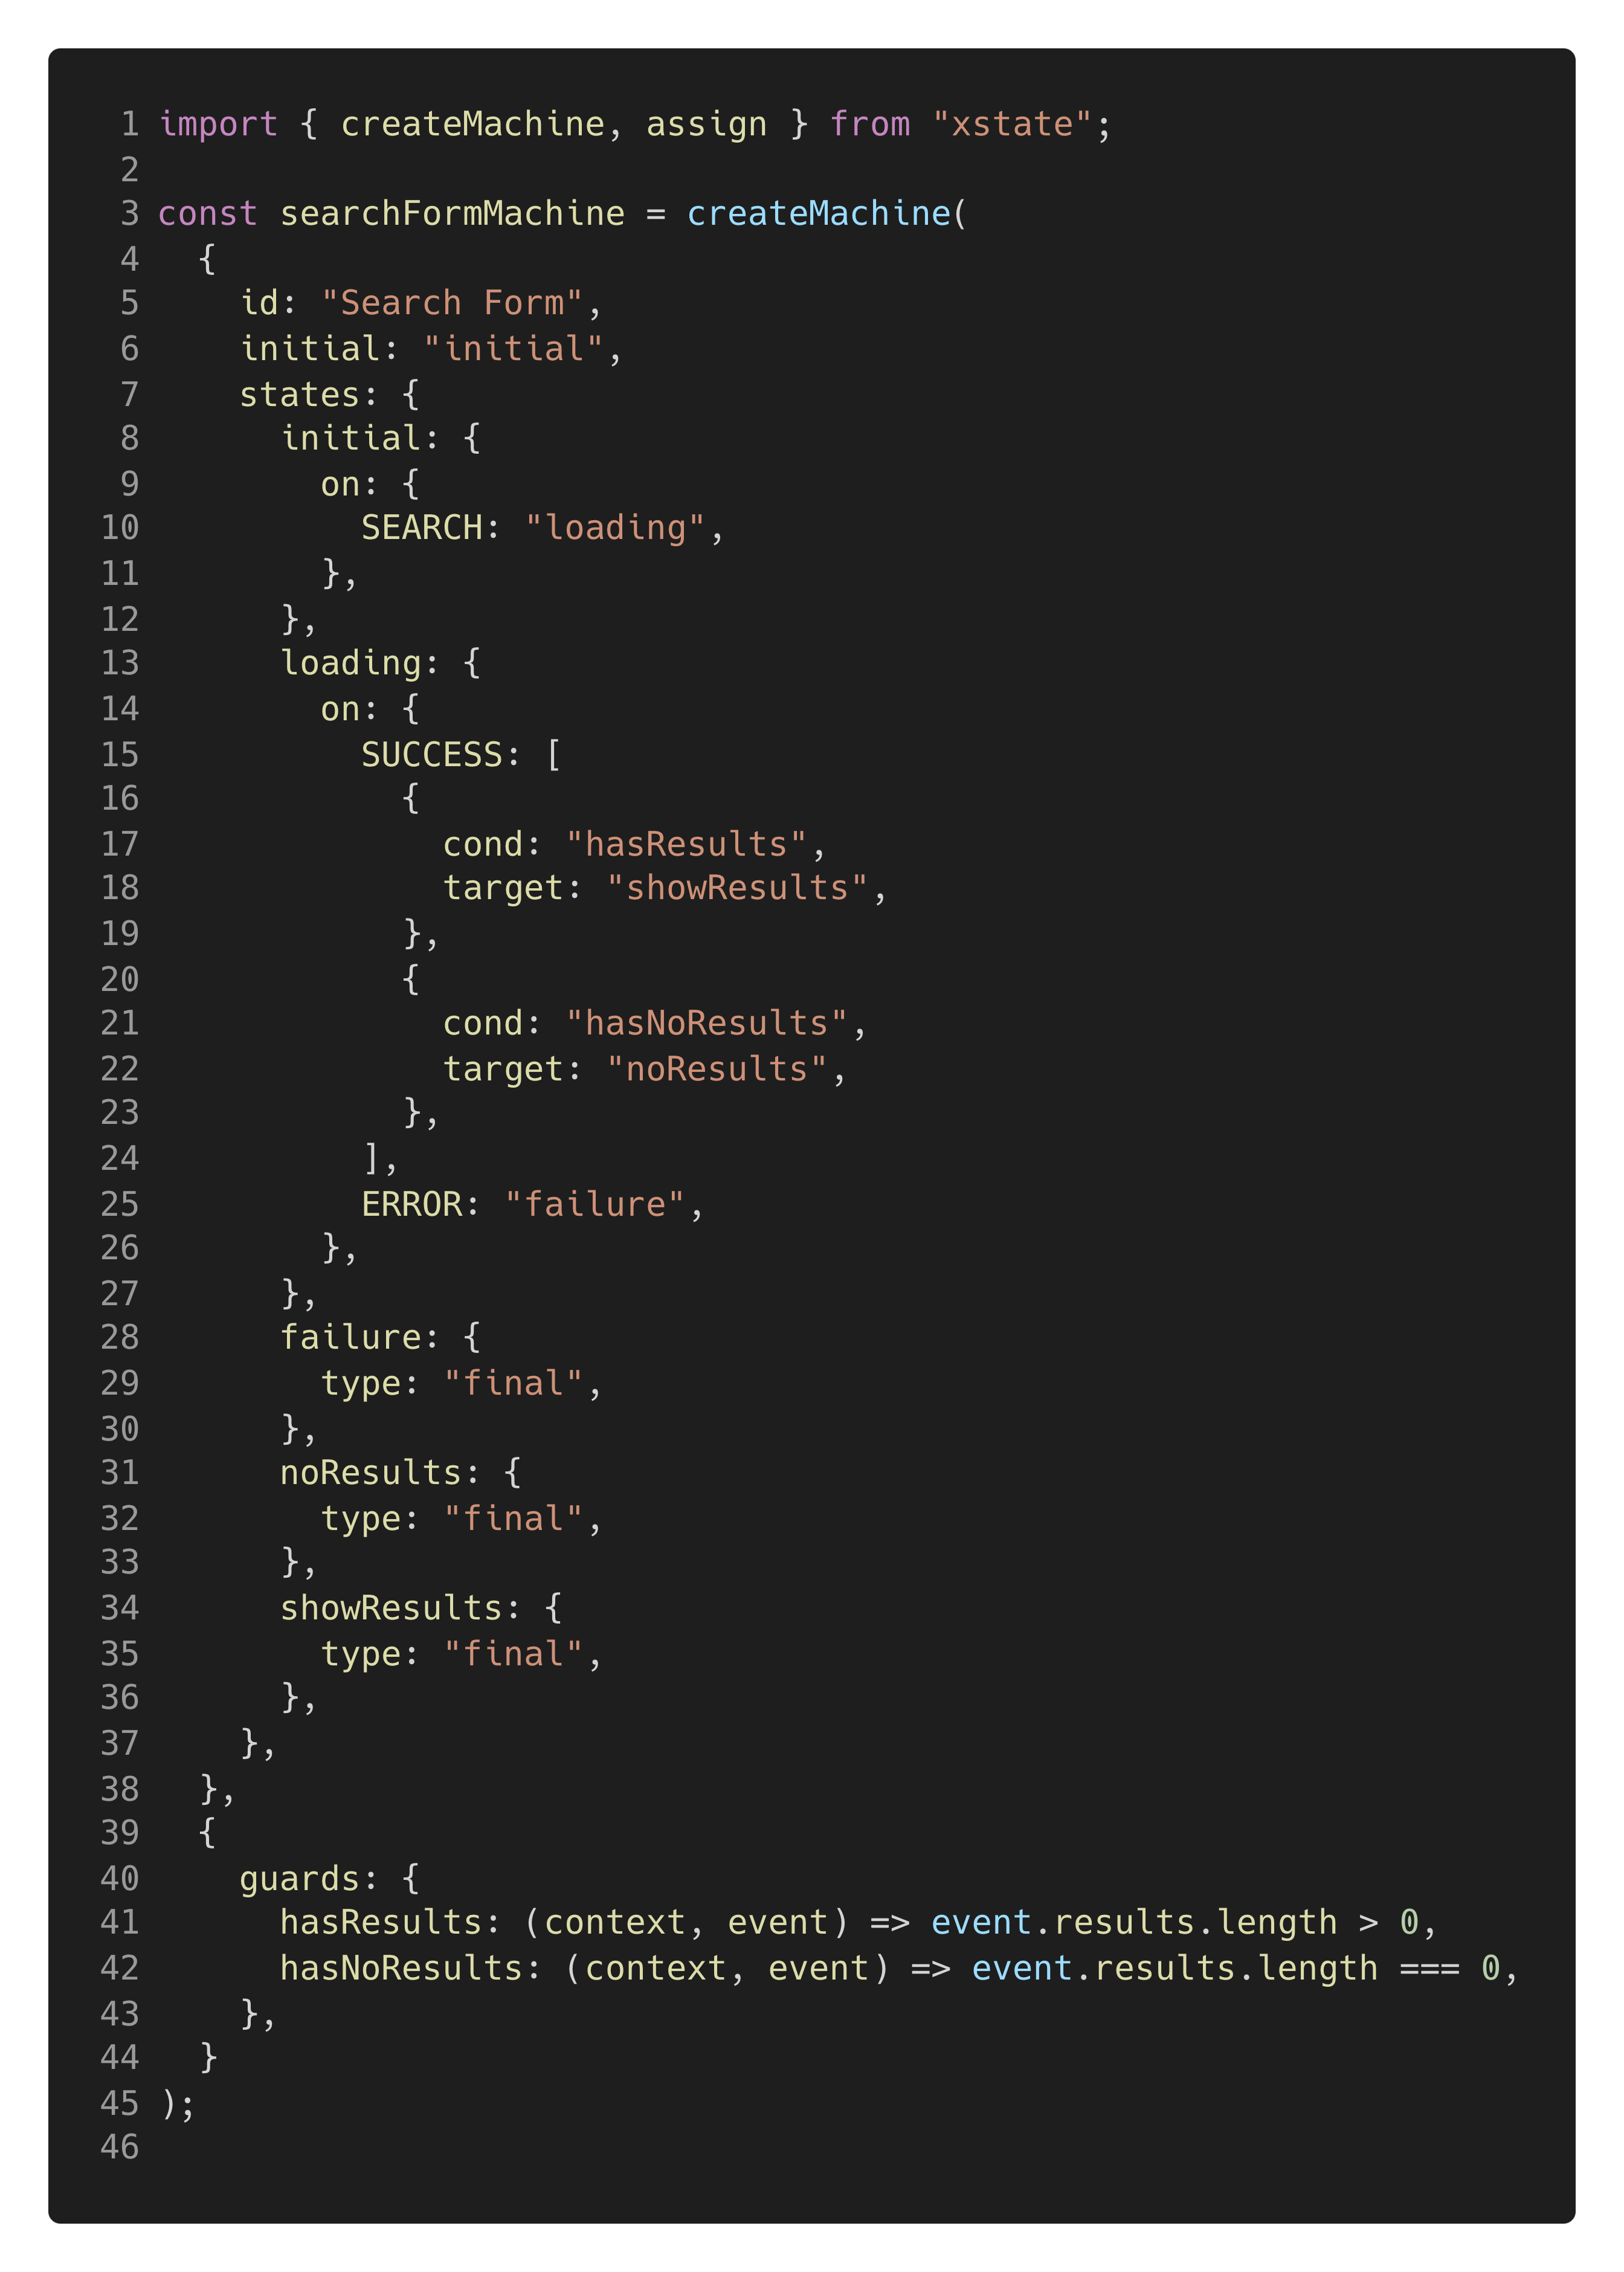 1 import { createMachine, assign } from "xstate";
2
3 const searchFormMachine = createMachine(
4   {
5     id: "Search Form",
6     initial: "initial",
7     states: {
8       initial: {
9         on: {
10           SEARCH: "loading",
11         },
12       },
13       loading: {
14         on: {
15           SUCCESS: [
16             {
17               cond: "hasResults",
18               target: "showResults",
19             },
20             {
21               cond: "hasNoResults",
22               target: "noResults",
23             },
24           ],
25           ERROR: "failure",
26         },
27       },
28       failure: {
29         type: "final",
30       },
31       noResults: {
32         type: "final",
33       },
34       showResults: {
35         type: "final",
36       },
37     },
38   },
39   {
40     guards: {
41       hasResults: (context, event) => event.results.length > 0,
42       hasNoResults: (context, event) => event.results.length === 0,
43     },
44   }
45 );
46